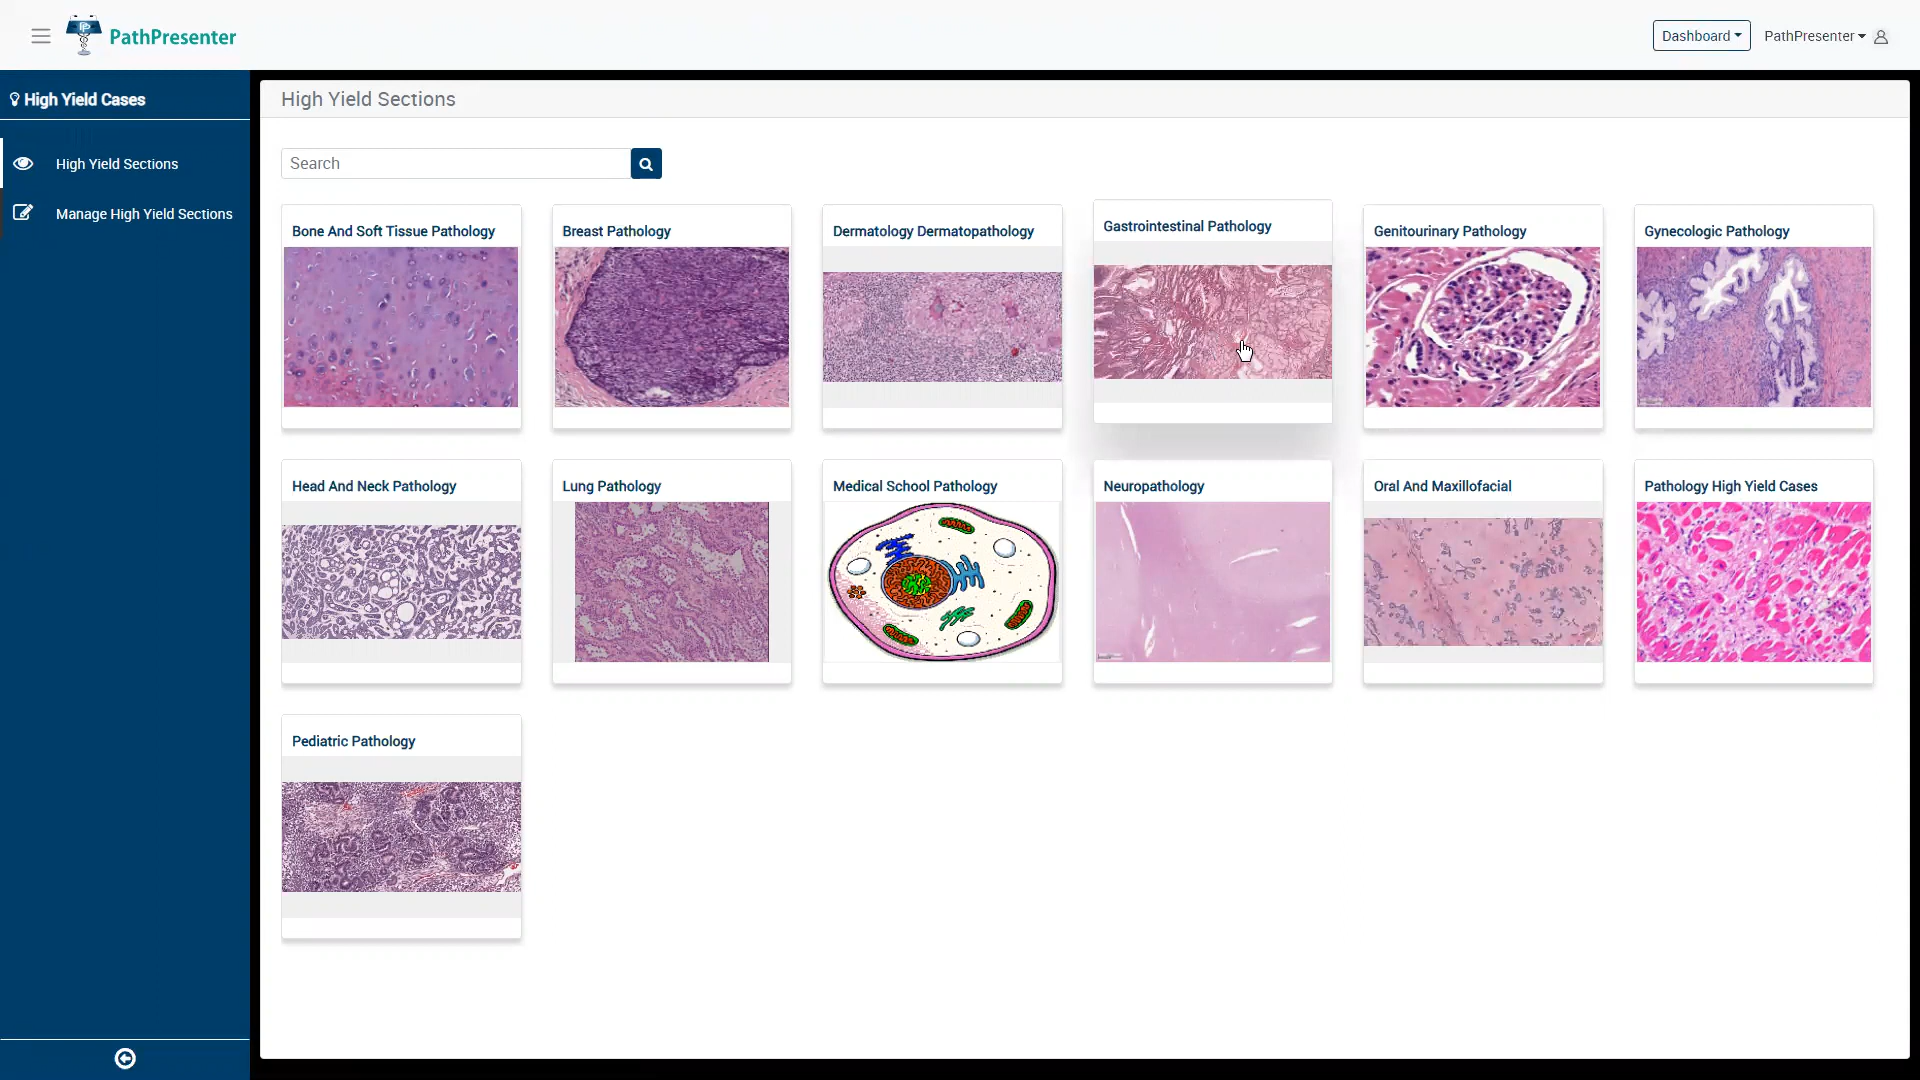 PathPresenter
Dashboard
PathPresenter
High Yield Cases
High Yield Sections
Manage High Yield Sections
High Yield Sections
Search
Bone And Soft Tissue Pathology
Breast Pathology
Dermatology Dermatopathology
Gastrointestinal Pathology
Genitourinary Pathology
Gynecologic Pathology
Head And Neck Pathology
Lung Pathology
Medical School Pathology
Neuropathology
Oral And Maxillofacial
Pathology High Yield Cases
Pediatric Pathology